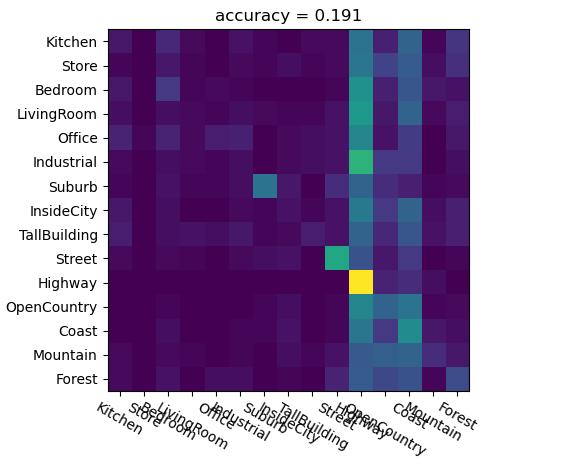 accuracy = 0.191
Kitchen
Store
Bedroom
LivingRoom
Office
Industrial
Suburb
InsideCity
TallBuilding
Street
Highway
OpenCountry
Coast
Mountain
Forest
Kitchen
Store
Bedroom
LivingRoom
Office
Industrial
Suburb
InsideCity
TallBuilding
Street
Highway
OpenCountry
Coast
Mountain
Forest